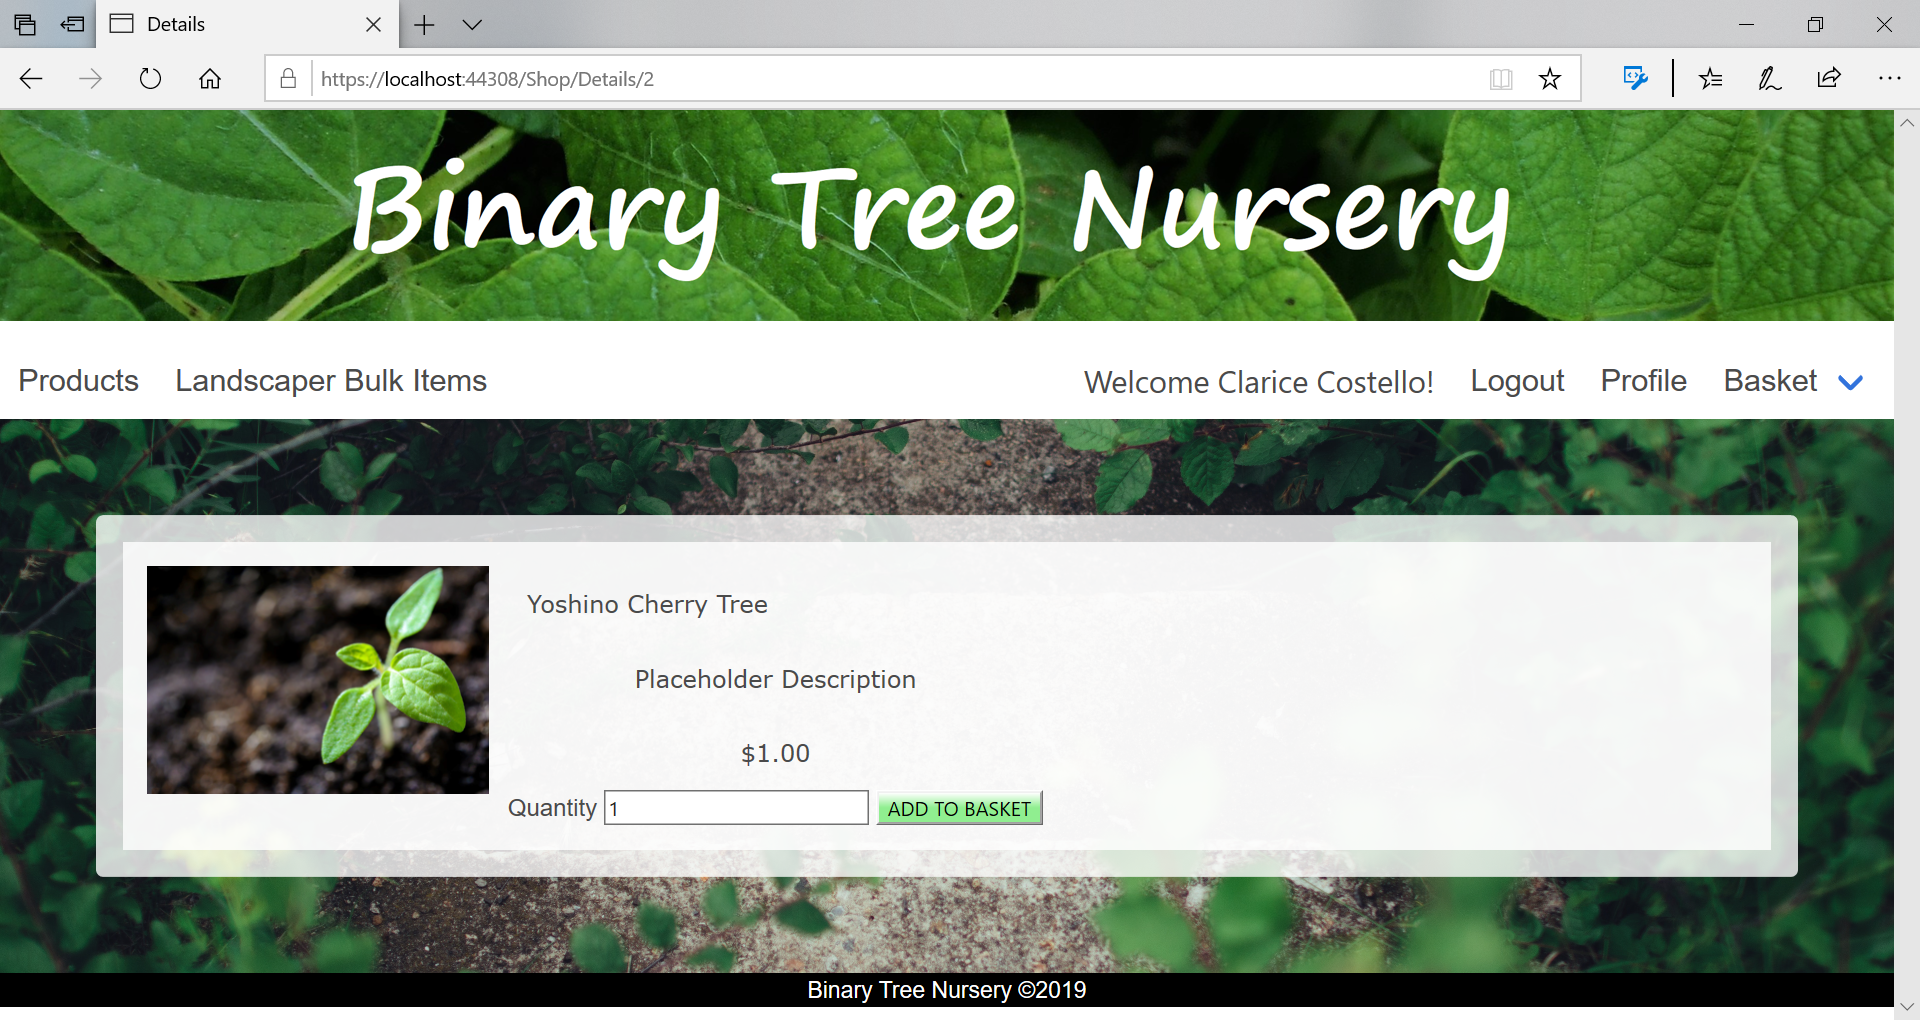 Details
https://localhost:44308/Shop/Details/2
Binary Tree Nursery
Products Landscaper Bulk Items Welcome Clarice Costello! Logout Profile Basket
Yoshino Cherry Tree
Placeholder Description
$1.00
Quantity 1 ADD TO BASKET
Binary Tree Nursery ©2019